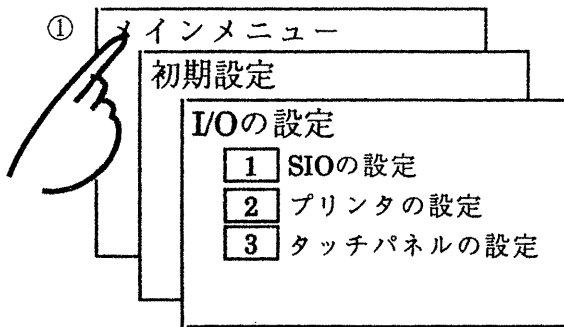 ① メインメニュー
初期設定
I/Oの設定
1 SIOの設定
2 プリンタの設定
3 タッチパネルの設定